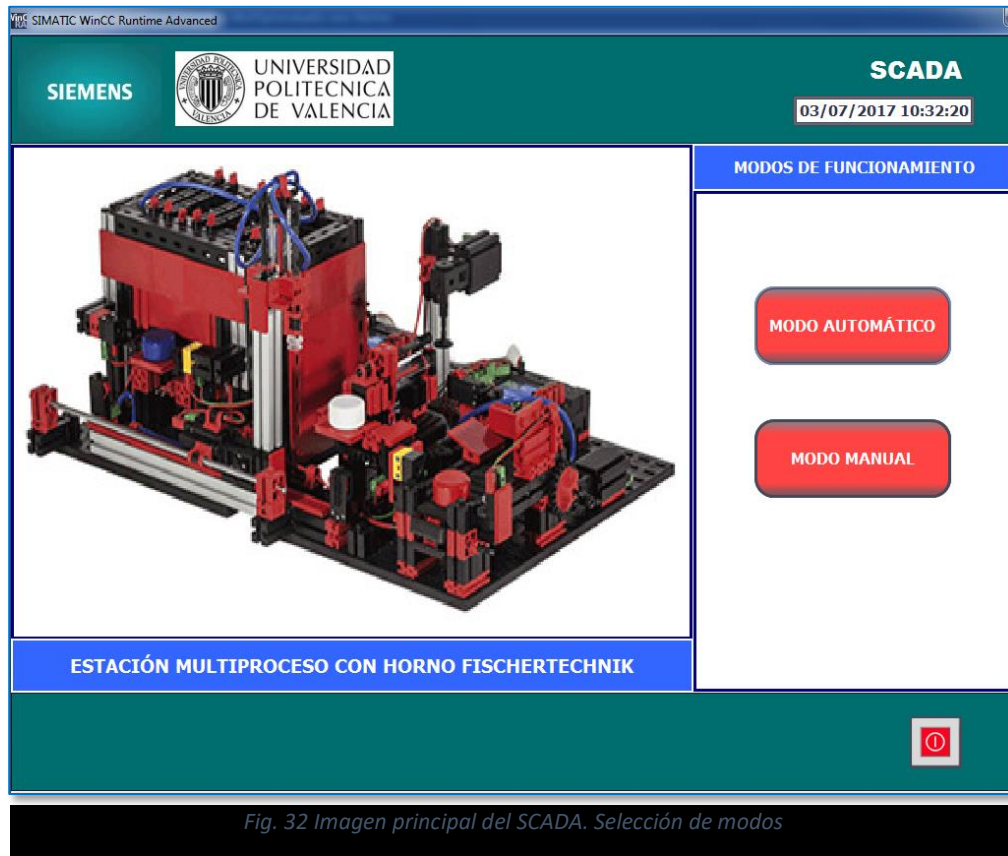 SIMATIC WinCC Runtime Advanced
SIEMENS
UNIVERSIDAD
POLITECNICA
DE VALENCIA
SCADA
03/07/2017 10:32:20
MODOS DE FUNCIONAMIENTO
MODO AUTOMÁTICO
MODO MANUAL
ESTACIÓN MULTIPROCESO CON HORNO FISCHERTECHNIK
Fig. 32 Imagen principal del SCADA. Selección de modos